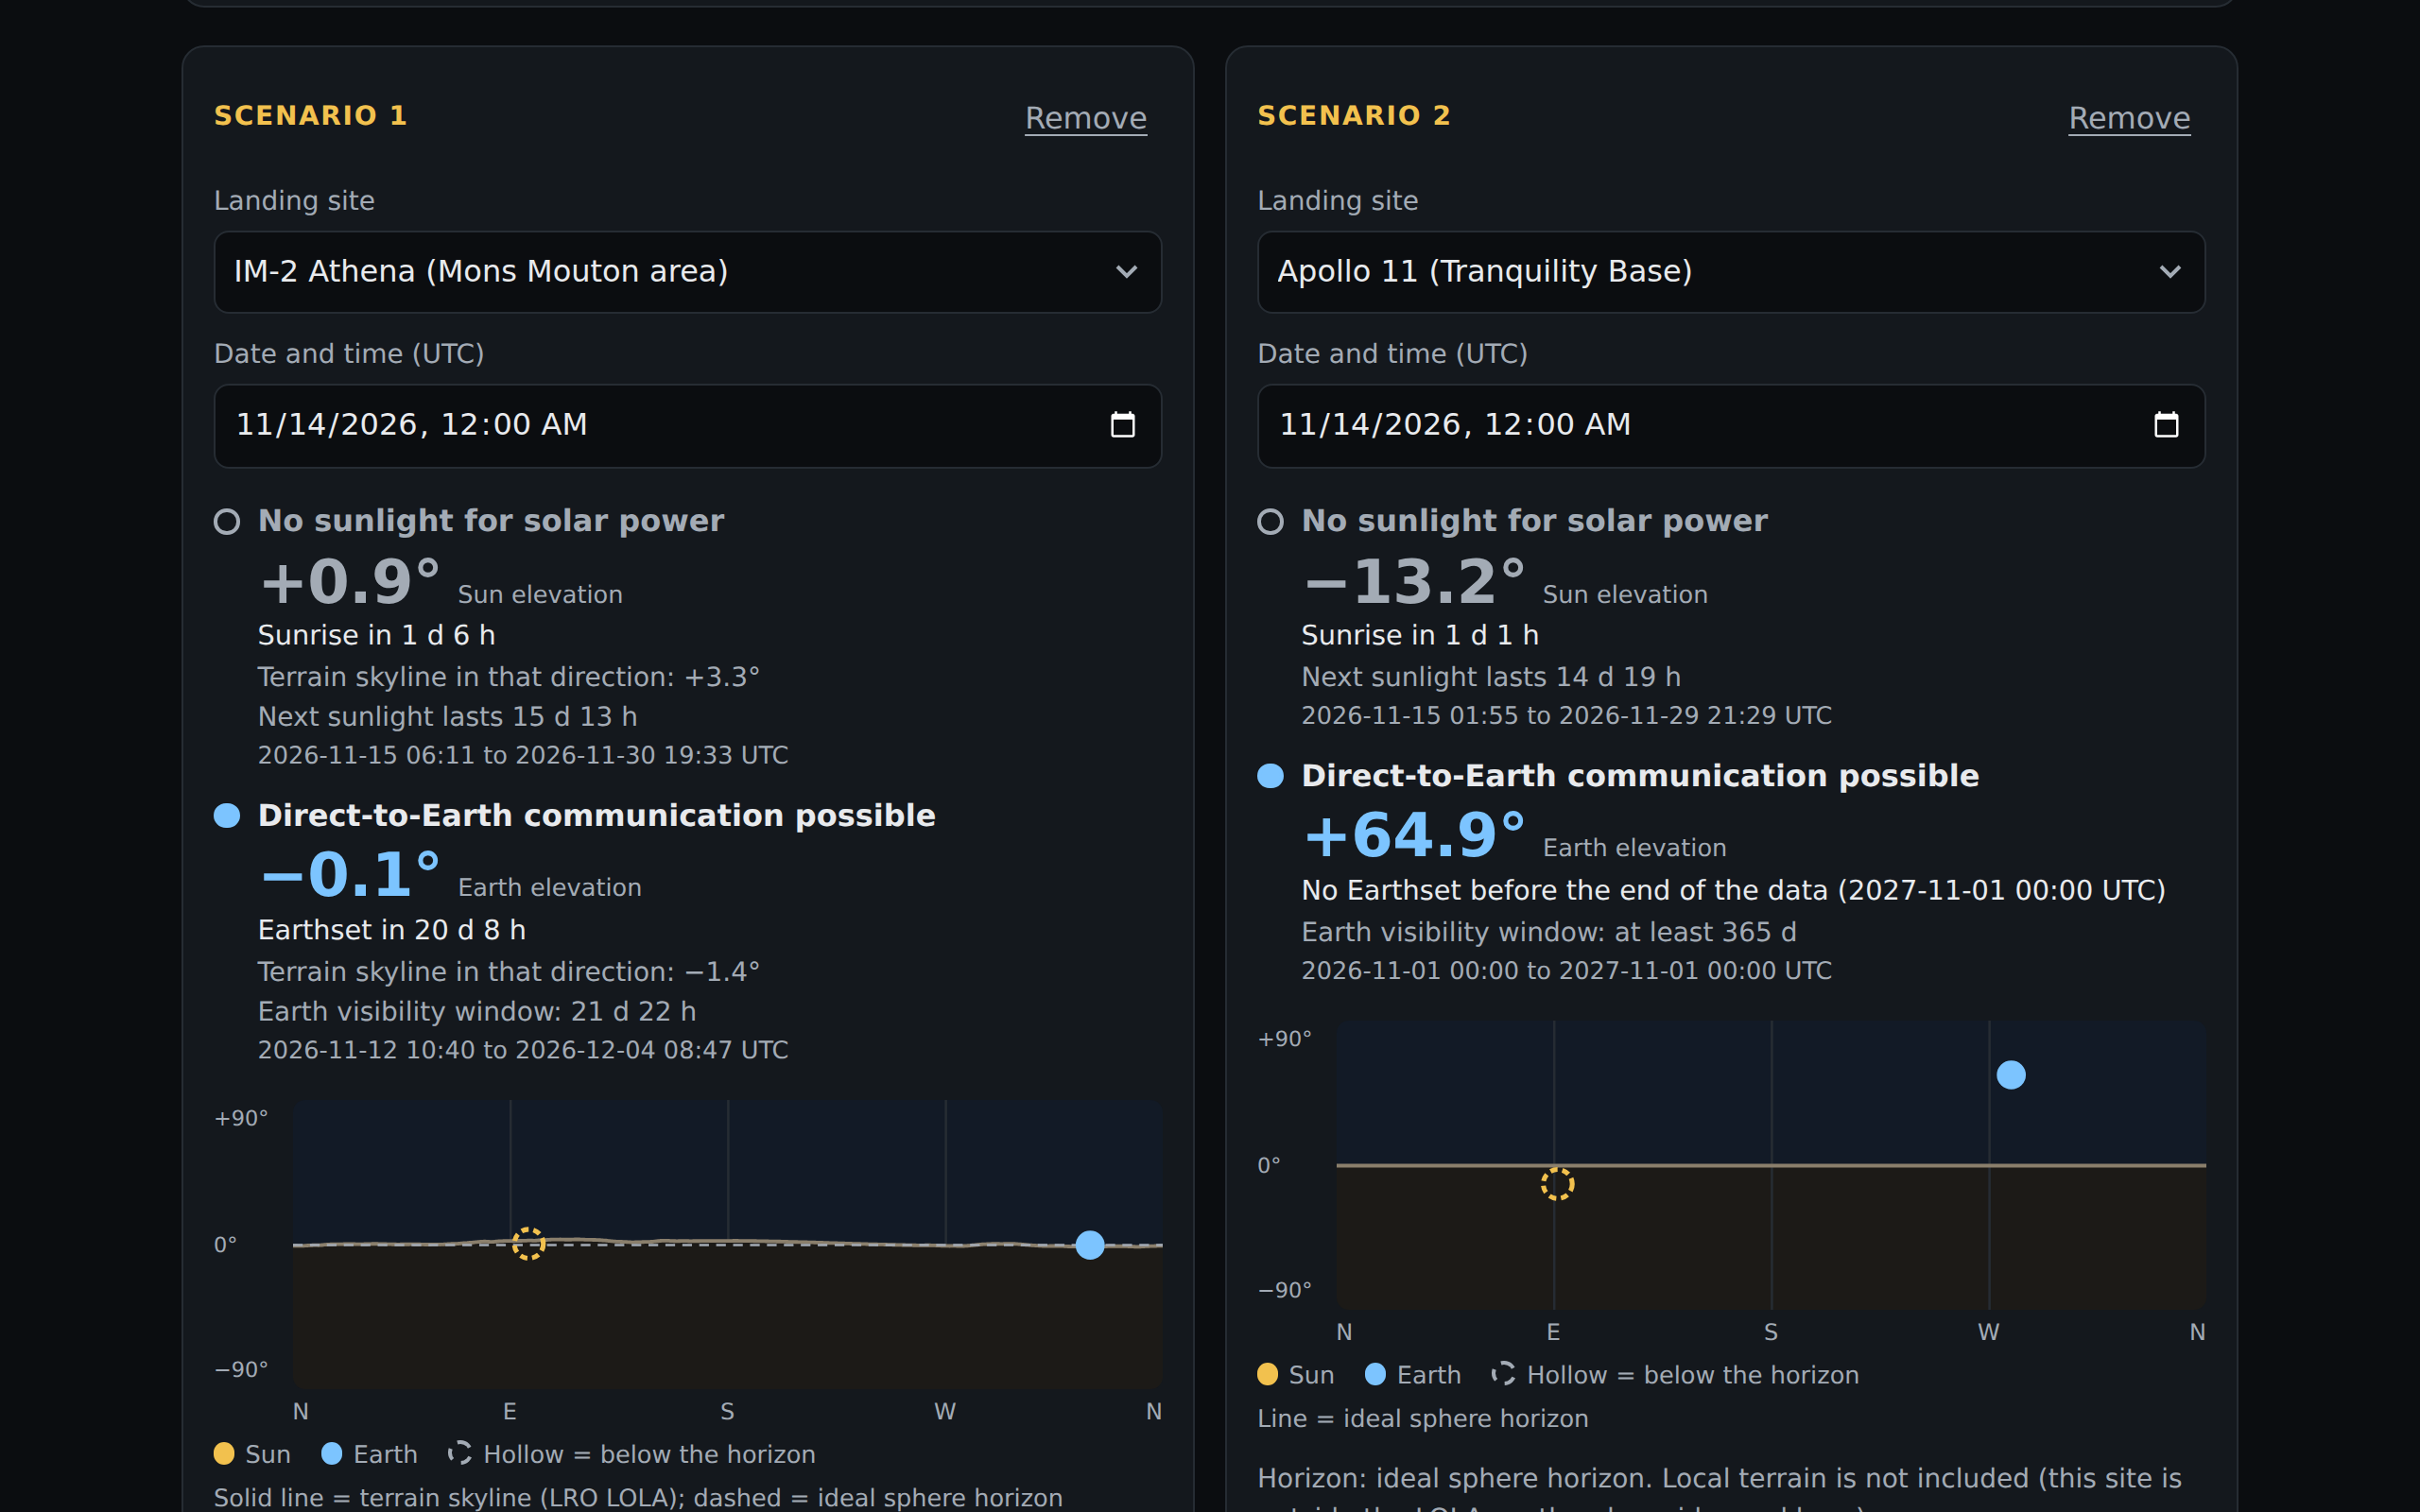 SCENARIO 1
Remove
Landing site
IM-2 Athena (Mons Mouton area)
Date and time (UTC)
11/14/2026, 12:00 AM
No sunlight for solar power
+0.9° Sun elevation
Sunrise in 1 d 6 h
Terrain skyline in that direction: +3.3°
Next sunlight lasts 15 d 13 h
2026-11-15 06:11 to 2026-11-30 19:33 UTC
Direct-to-Earth communication possible
−0.1° Earth elevation
Earthset in 20 d 8 h
Terrain skyline in that direction: −1.4°
Earth visibility window: 21 d 22 h
2026-11-12 10:40 to 2026-12-04 08:47 UTC
+90°
0°
−90°
N E S W N
Sun Earth Hollow = below the horizon
Solid line = terrain skyline (LRO LOLA); dashed = ideal sphere horizon
SCENARIO 2
Remove
Landing site
Apollo 11 (Tranquility Base)
Date and time (UTC)
11/14/2026, 12:00 AM
No sunlight for solar power
−13.2° Sun elevation
Sunrise in 1 d 1 h
Next sunlight lasts 14 d 19 h
2026-11-15 01:55 to 2026-11-29 21:29 UTC
Direct-to-Earth communication possible
+64.9° Earth elevation
No Earthset before the end of the data (2027-11-01 00:00 UTC)
Earth visibility window: at least 365 d
2026-11-01 00:00 to 2027-11-01 00:00 UTC
+90°
0°
−90°
N E S W N
Sun Earth Hollow = below the horizon
Line = ideal sphere horizon
Horizon: ideal sphere horizon. Local terrain is not included (this site is